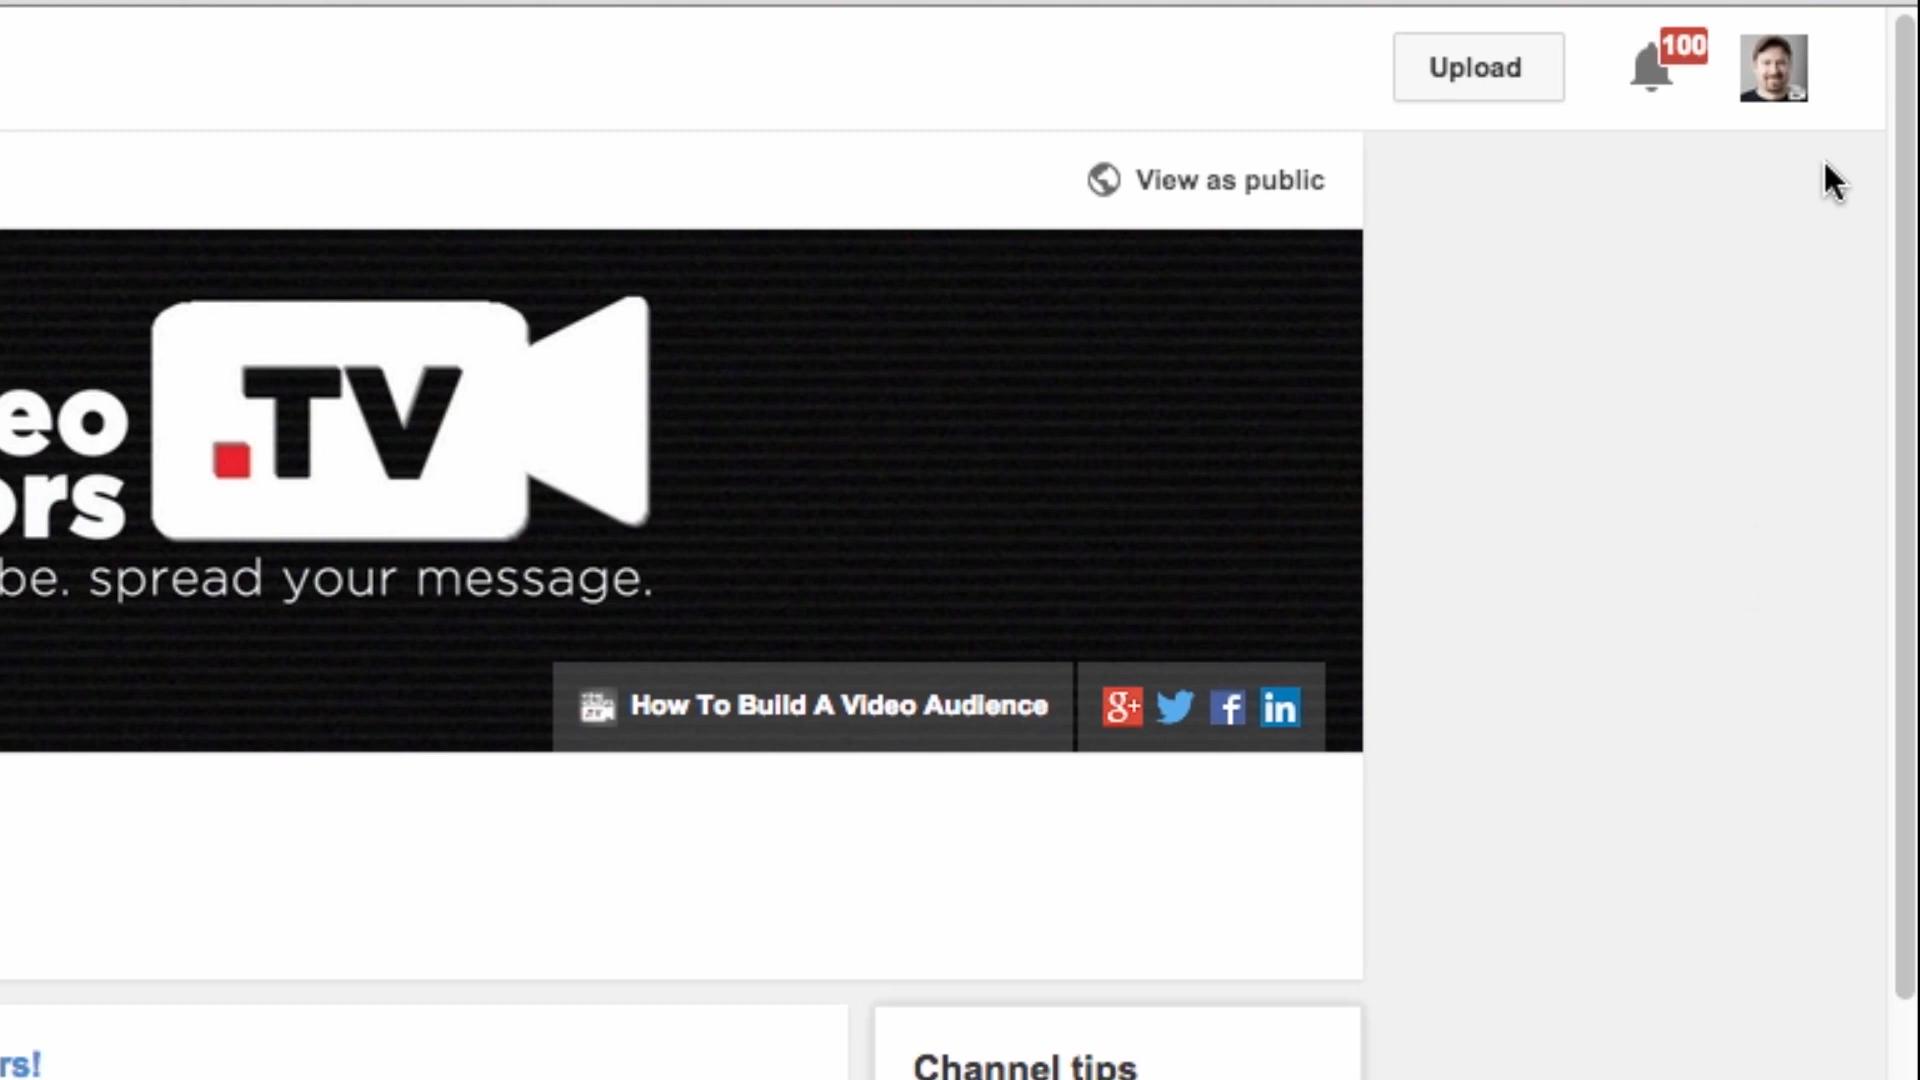 Upload
100
View as public
eo
ors
.TV
be. spread your message.
How To Build A Video Audience
g+ f in
rs!
Channel tips